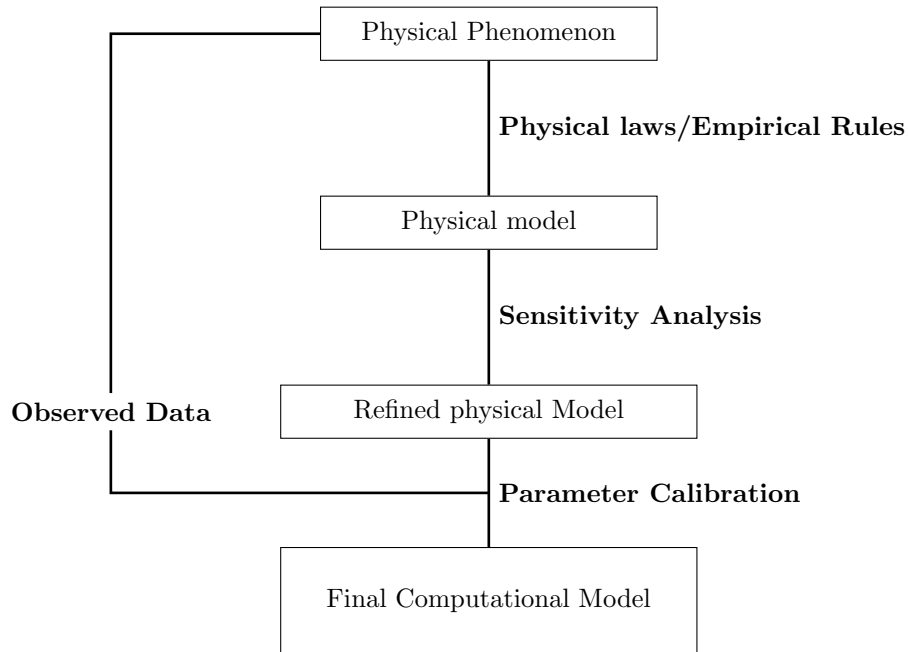 Physical Phenomenon
Physical laws/Empirical Rules
Physical model
Sensitivity Analysis
Refined physical Model
Observed Data
Parameter Calibration
Final Computational Model